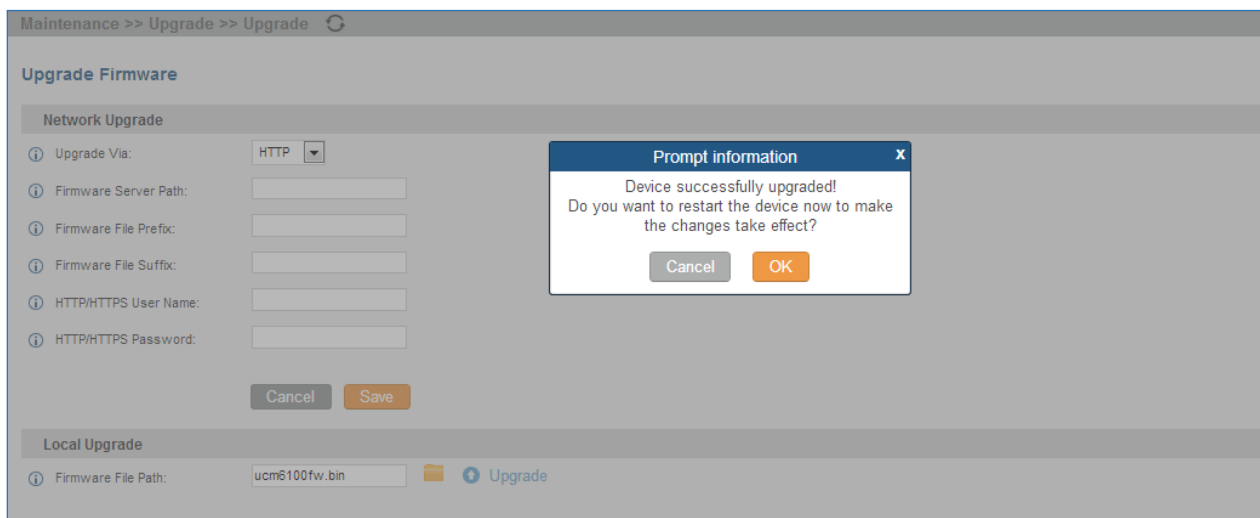 Maintenance >> Upgrade >> Upgrade
Upgrade Firmware
Network Upgrade
Upgrade Via: HTTP
Firmware Server Path:
Firmware File Prefix:
Firmware File Suffix:
HTTP/HTTPS User Name:
HTTP/HTTPS Password:
Cancel Save
Local Upgrade
Firmware File Path: ucm6100fw.bin Upgrade
Prompt information x
Device successfully upgraded!
Do you want to restart the device now to make
the changes take effect?
Cancel OK